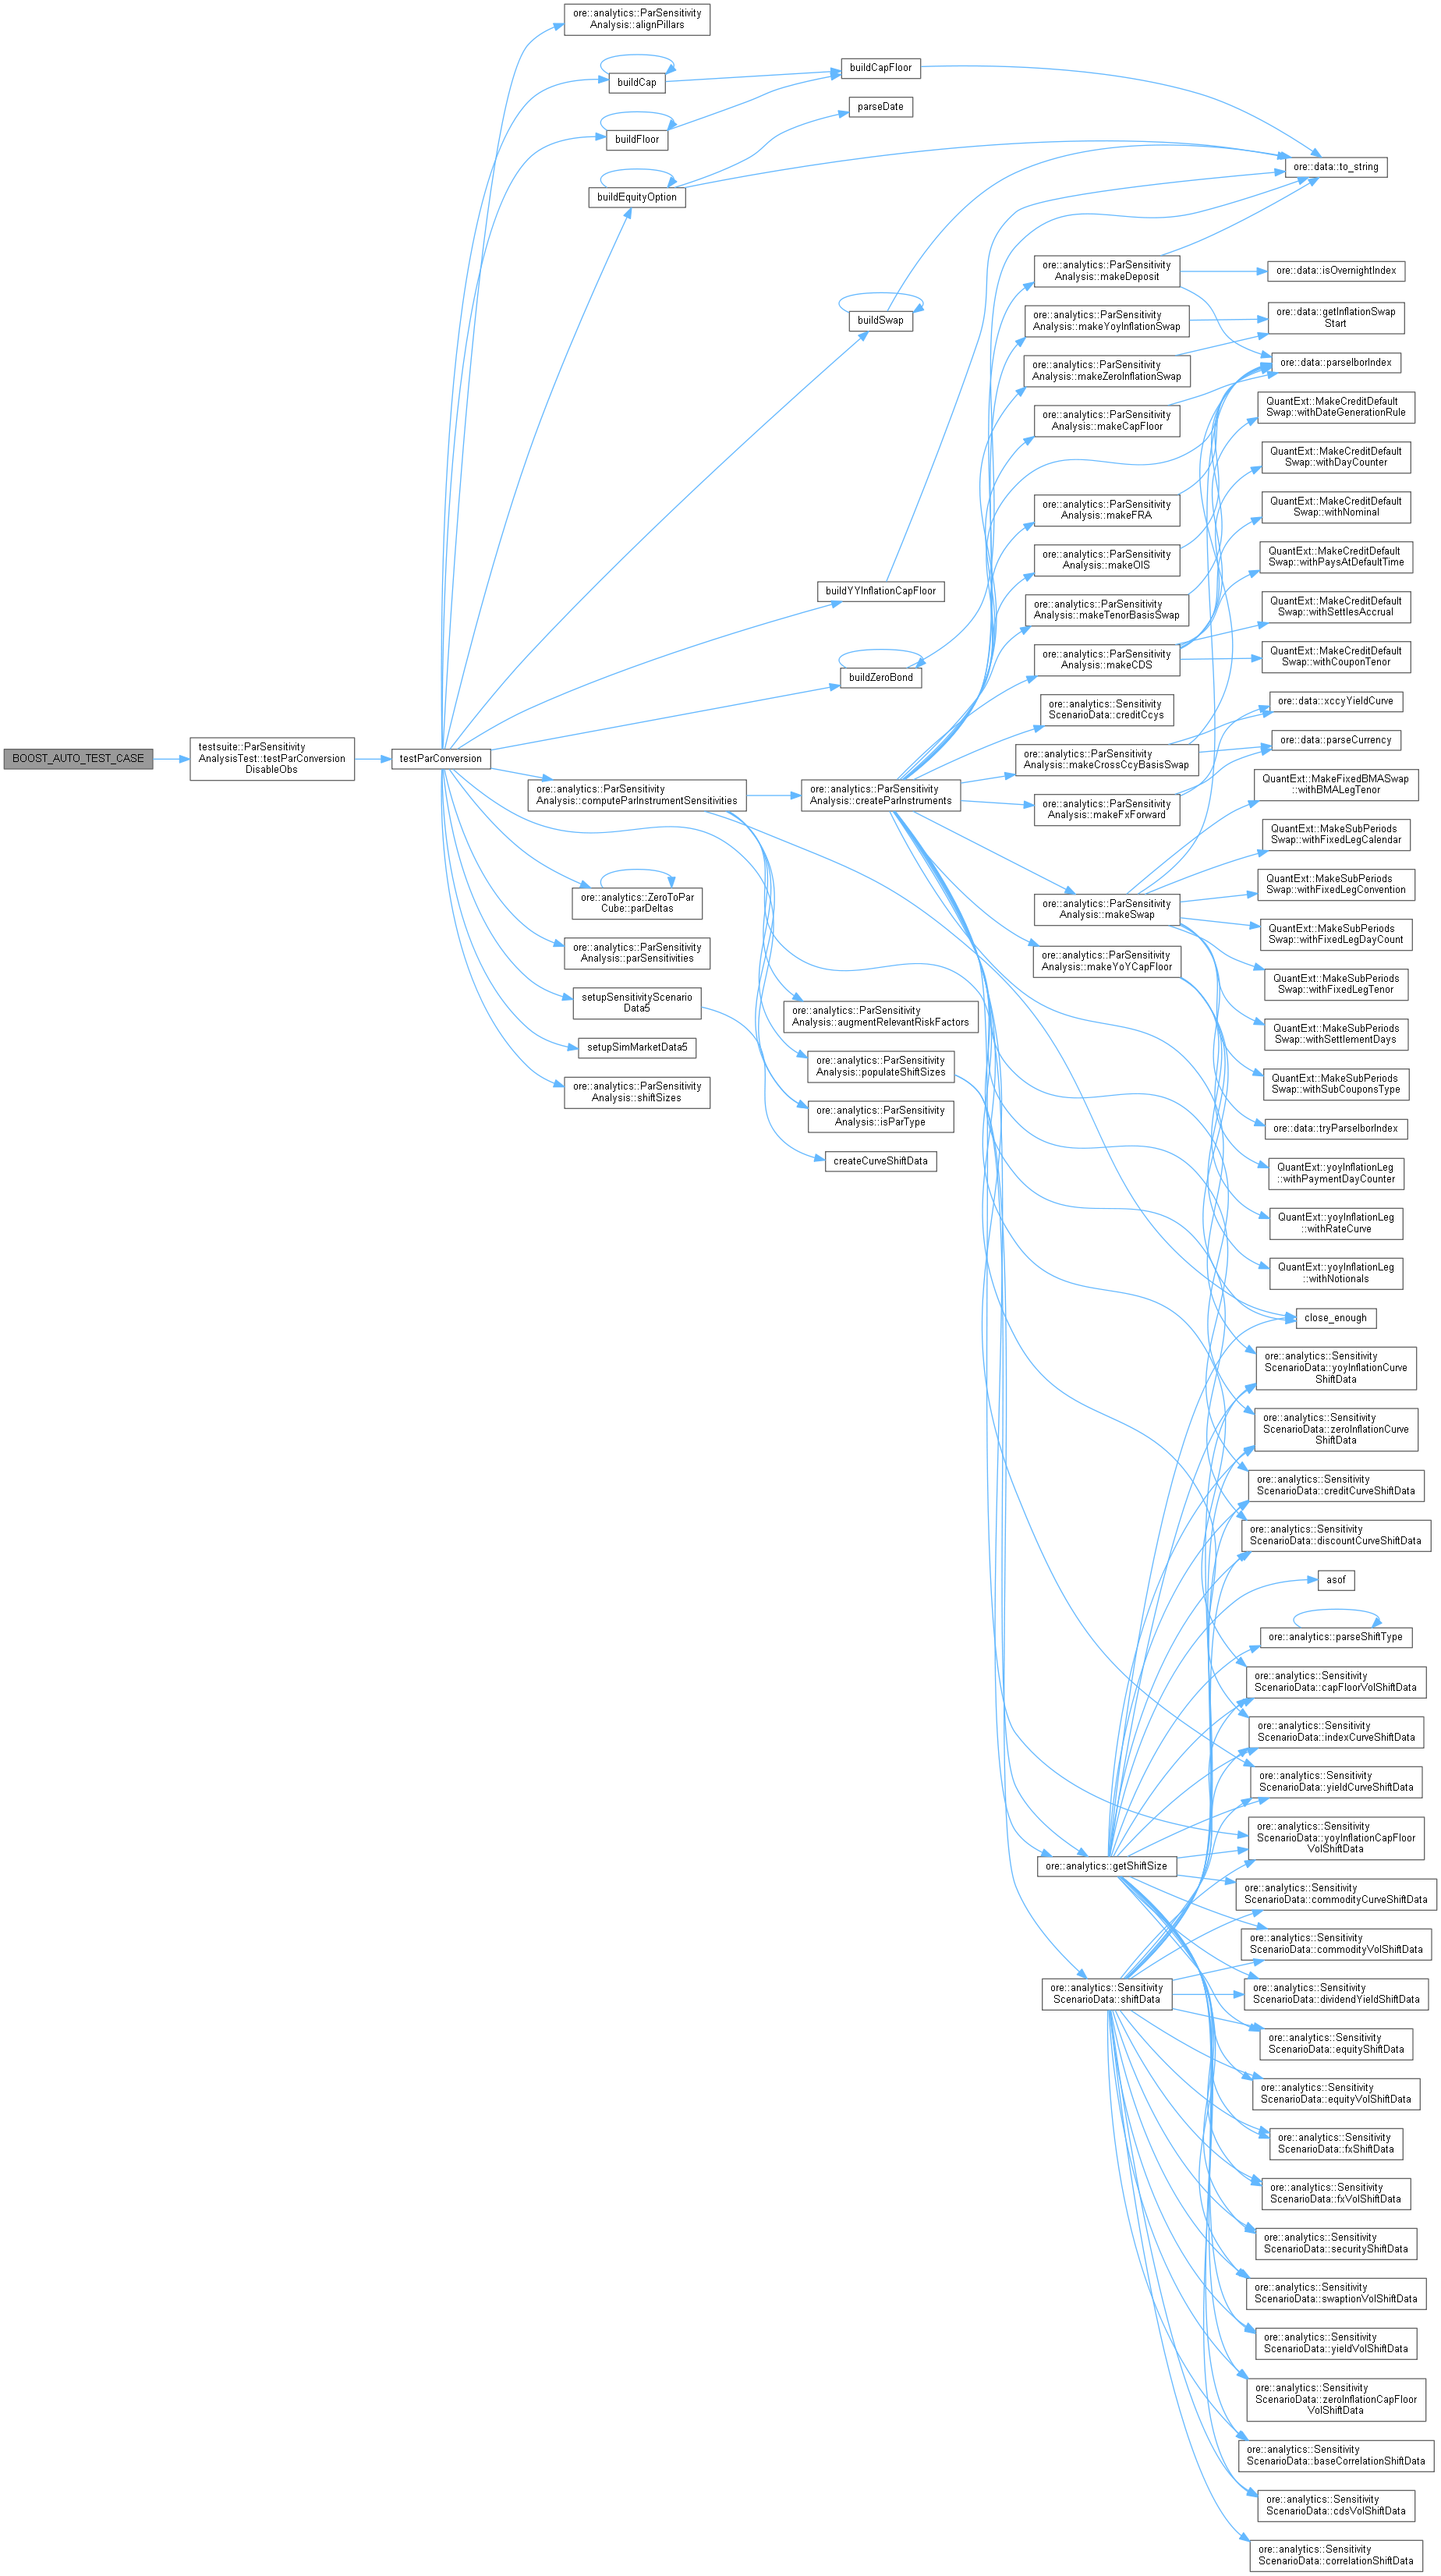 BOOST_AUTO_TEST_CASE
testsuite::ParSensitivity
AnalysisTest::testParConversion
DisableObs
testParConversion
ore::analytics::ParSensitivity
Analysis::alignPillars
buildCap
buildFloor
buildEquityOption
buildCapFloor
parseDate
ore::data::to_string
buildSwap
buildYYInflationCapFloor
buildZeroBond
ore::analytics::ParSensitivity
Analysis::computeParInstrumentSensitivities
ore::analytics::ZeroToPar
Cube::parDeltas
ore::analytics::ParSensitivity
Analysis::parSensitivities
setupSensitivityScenario
Data5
setupSimMarketData5
ore::analytics::ParSensitivity
Analysis::shiftSizes
ore::analytics::ParSensitivity
Analysis::createParInstruments
ore::analytics::ParSensitivity
Analysis::augmentRelevantRiskFactors
ore::analytics::ParSensitivity
Analysis::populateShiftSizes
ore::analytics::ParSensitivity
Analysis::isParType
createCurveShiftData
ore::analytics::ParSensitivity
Analysis::makeDeposit
ore::analytics::ParSensitivity
Analysis::makeYoyInflationSwap
ore::analytics::ParSensitivity
Analysis::makeZeroInflationSwap
ore::analytics::ParSensitivity
Analysis::makeCapFloor
ore::analytics::ParSensitivity
Analysis::makeFRA
ore::analytics::ParSensitivity
Analysis::makeOIS
ore::analytics::ParSensitivity
Analysis::makeTenorBasisSwap
ore::analytics::ParSensitivity
Analysis::makeCDS
ore::analytics::Sensitivity
ScenarioData::creditCcys
ore::analytics::ParSensitivity
Analysis::makeCrossCcyBasisSwap
ore::analytics::ParSensitivity
Analysis::makeFxForward
ore::analytics::ParSensitivity
Analysis::makeSwap
ore::analytics::ParSensitivity
Analysis::makeYoYCapFloor
ore::analytics::getShiftSize
ore::analytics::Sensitivity
ScenarioData::shiftData
ore::data::isOvernightIndex
ore::data::getInflationSwap
Start
ore::data::parseIborIndex
QuantExt::MakeCreditDefault
Swap::withDateGenerationRule
QuantExt::MakeCreditDefault
Swap::withDayCounter
QuantExt::MakeCreditDefault
Swap::withNominal
QuantExt::MakeCreditDefault
Swap::withPaysAtDefaultTime
QuantExt::MakeCreditDefault
Swap::withSettlesAccrual
QuantExt::MakeCreditDefault
Swap::withCouponTenor
ore::data::xccyYieldCurve
ore::data::parseCurrency
QuantExt::MakeFixedBMASwap
::withBMALegTenor
QuantExt::MakeSubPeriods
Swap::withFixedLegCalendar
QuantExt::MakeSubPeriods
Swap::withFixedLegConvention
QuantExt::MakeSubPeriods
Swap::withFixedLegDayCount
QuantExt::MakeSubPeriods
Swap::withFixedLegTenor
QuantExt::MakeSubPeriods
Swap::withSettlementDays
QuantExt::MakeSubPeriods
Swap::withSubCouponsType
ore::data::tryParseIborIndex
QuantExt::yoyInflationLeg
::withPaymentDayCounter
QuantExt::yoyInflationLeg
::withRateCurve
QuantExt::yoyInflationLeg
::withNotionals
close_enough
ore::analytics::Sensitivity
ScenarioData::yoyInflationCurve
ShiftData
ore::analytics::Sensitivity
ScenarioData::zeroInflationCurve
ShiftData
ore::analytics::Sensitivity
ScenarioData::creditCurveShiftData
ore::analytics::Sensitivity
ScenarioData::discountCurveShiftData
asof
ore::analytics::parseShiftType
ore::analytics::Sensitivity
ScenarioData::capFloorVolShiftData
ore::analytics::Sensitivity
ScenarioData::indexCurveShiftData
ore::analytics::Sensitivity
ScenarioData::yieldCurveShiftData
ore::analytics::Sensitivity
ScenarioData::yoyInflationCapFloor
VolShiftData
ore::analytics::Sensitivity
ScenarioData::commodityCurveShiftData
ore::analytics::Sensitivity
ScenarioData::commodityVolShiftData
ore::analytics::Sensitivity
ScenarioData::dividendYieldShiftData
ore::analytics::Sensitivity
ScenarioData::equityShiftData
ore::analytics::Sensitivity
ScenarioData::equityVolShiftData
ore::analytics::Sensitivity
ScenarioData::fxShiftData
ore::analytics::Sensitivity
ScenarioData::fxVolShiftData
ore::analytics::Sensitivity
ScenarioData::securityShiftData
ore::analytics::Sensitivity
ScenarioData::swaptionVolShiftData
ore::analytics::Sensitivity
ScenarioData::yieldVolShiftData
ore::analytics::Sensitivity
ScenarioData::zeroInflationCapFloor
VolShiftData
ore::analytics::Sensitivity
ScenarioData::baseCorrelationShiftData
ore::analytics::Sensitivity
ScenarioData::cdsVolShiftData
ore::analytics::Sensitivity
ScenarioData::correlationShiftData